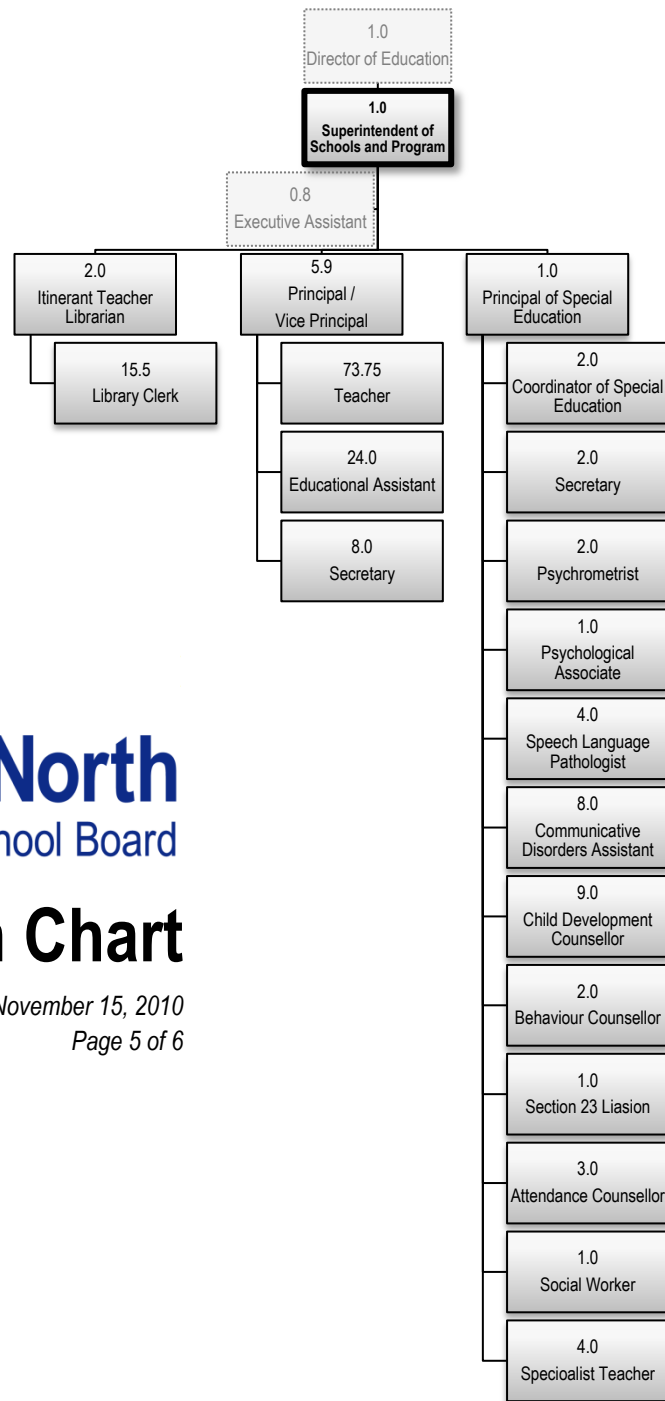 1.0
Director of Education
1.0
Superintendent of
Schools and Program
0.8
Executive Assistant
2.0
Itinerant Teacher
Librarian
15.5
Library Clerk
5.9
Principal /
Vice Principal
73.75
Teacher
24.0
Educational Assistant
8.0
Secretary
1.0
Principal of Special
Education
2.0
Coordinator of Special
Education
2.0
Secretary
2.0
Psychrometrist
1.0
Psychological
Associate
4.0
Speech Language
Pathologist
8.0
Communicative
Disorders Assistant
9.0
Child Development
Counsellor
2.0
Behaviour Counsellor
1.0
Section 23 Liasion
3.0
Attendance Counsellor
1.0
Social Worker
4.0
Specioalist Teacher
North
Board
Chart
November 15, 2010
Page 5 of 6